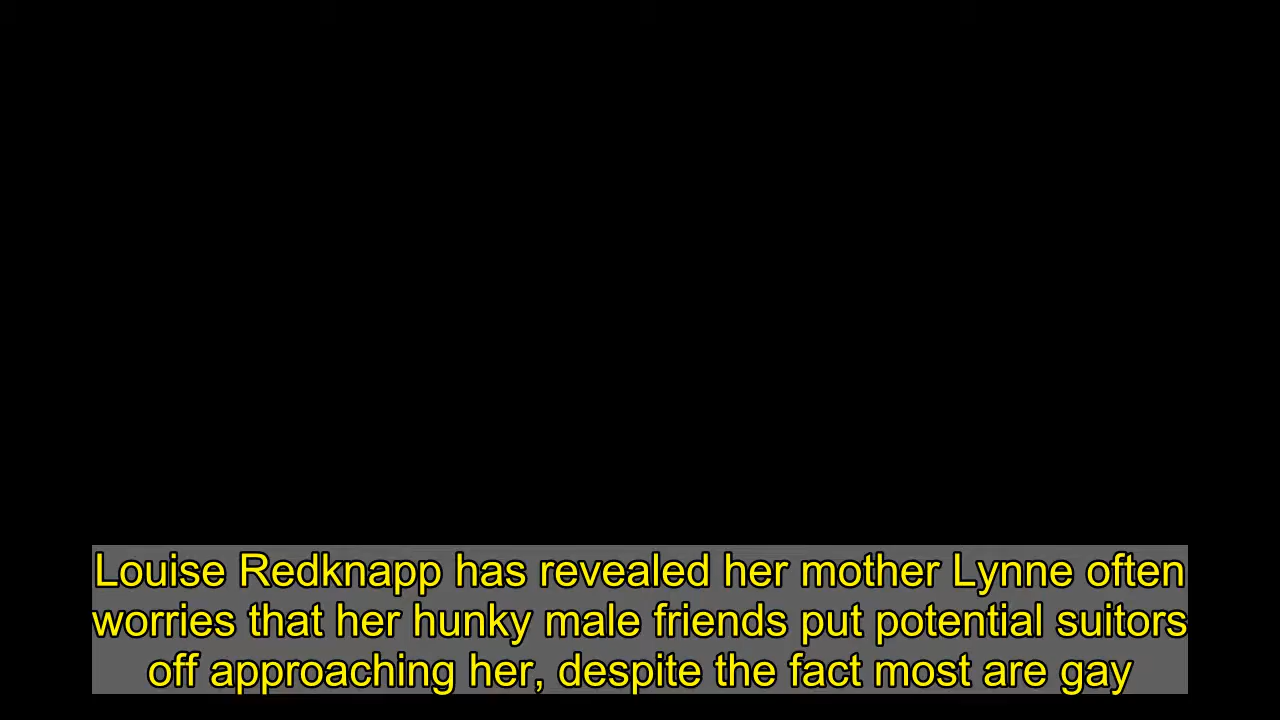 Louise Redknapp has revealed her mother Lynne often
worries that her hunky male friends put potential suitors
off approaching her, despite the fact most are gay